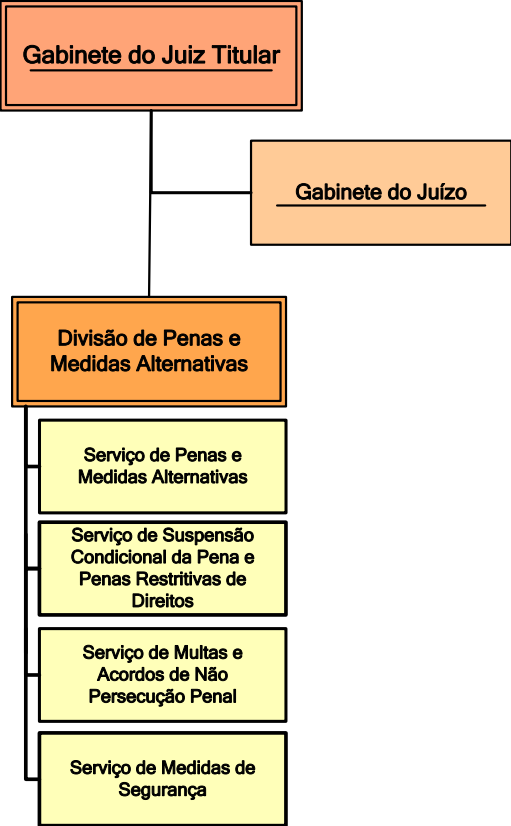 Gabinete do Juiz Titular
Gabinete do Juízo
Divisão de Penas e
Medidas Alternativas
Serviço de Penas e
Medidas Alternativas
Serviço de Suspensão
Condicional da Pena e
Penas Restritivas de
Direitos
Serviço de Multas e
Acordos de Não
Persecução Penal
Serviço de Medidas de
Segurança